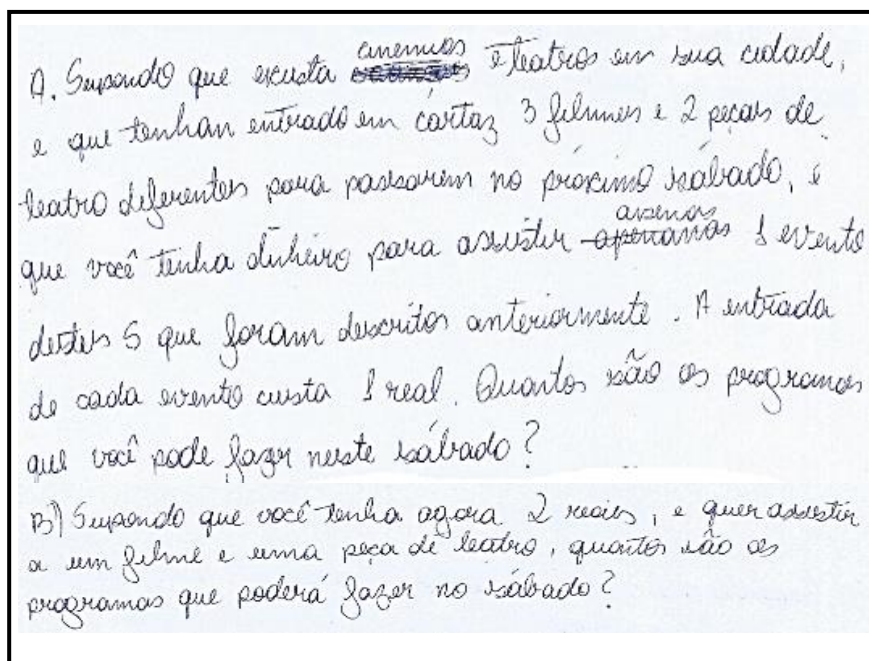 A. Supondo que exista cinemas e teatros em sua cidade,
e que tenham entrado em cartaz 3 filmes e 2 peças de
teatro diferentes para passarem no próximo sábado, e
que você tenha dinheiro para assistir apenas 1 evento
destes 5 que foram descritos anteriormente. A entrada
de cada evento custa 1 real. Quantos são os programas
que você pode fazer neste sábado?
B) Supondo que você tenha agora 2 reais, e quer assistir
a um filme e uma peça de teatro, quantos são os
programas que poderá fazer no sábado?